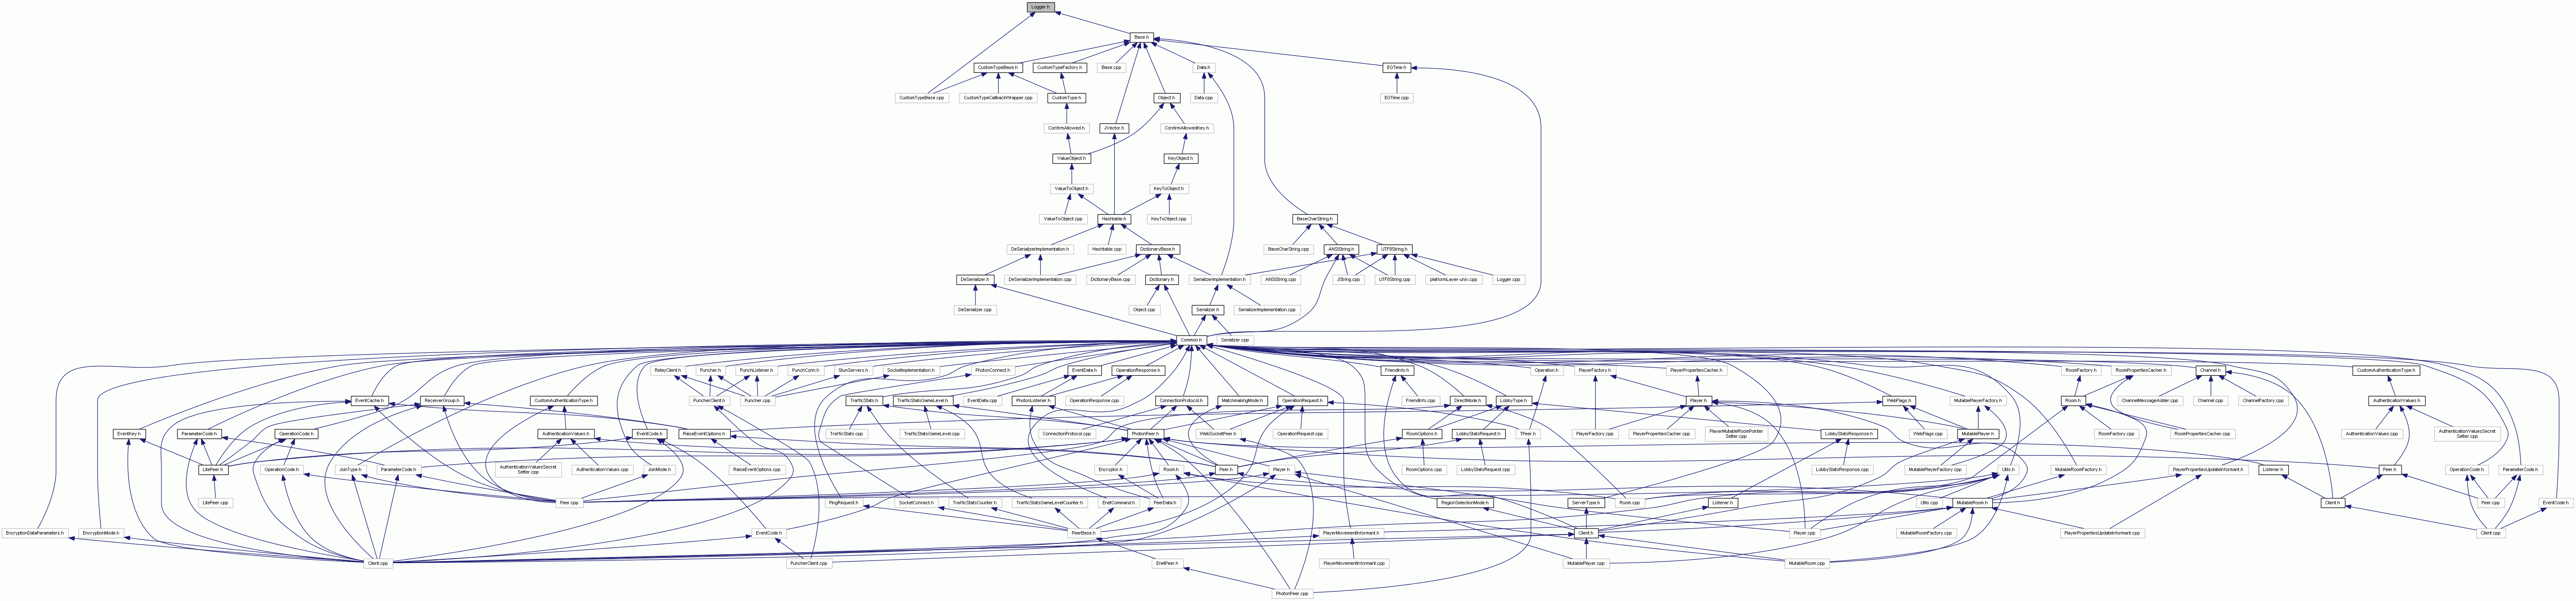 Logger.h
Base.h
CustomTypeBase.h
CustomTypeFactory.h
Base.cpp
Data.h
EGTime.h
CustomTypeBase.cpp
CustomTypeCallbackWrapper.cpp
CustomType.h
Object.h
Data.cpp
EGTime.cpp
ConfirmAllowed.h
JVector.h
ConfirmAllowedKey.h
ValueObject.h
KeyObject.h
ValueToObject.h
KeyToObject.h
ValueToObject.cpp
Hashtable.h
KeyToObject.cpp
BaseCharString.h
DeSerializerImplementation.h
Hashtable.cpp
DictionaryBase.h
BaseCharString.cpp
ANSIString.h
UTF8String.h
DeSerializer.h
DeSerializerImplementation.cpp
DictionaryBase.cpp
Dictionary.h
SerializerImplementation.h
ANSIString.cpp
JString.cpp
UTF8String.cpp
platformLayer-unix.cpp
Logger.cpp
DeSerializer.cpp
Object.cpp
Serializer.h
SerializerImplementation.cpp
Common.h
Serializer.cpp
RelayClient.h
Puncher.h
PunchListener.h
PunchConn.h
StunServers.h
SocketImplementation.h
PhotonConnect.h
EventData.h
OperationResponse.h
FriendInfo.h
Operation.h
PlayerFactory.h
PlayerPropertiesCacher.h
RoomFactory.h
RoomPropertiesCacher.h
Channel.h
CustomAuthenticationType.h
EventCache.h
ReceiverGroup.h
CustomAuthenticationType.h
PuncherClient.h
Puncher.cpp
TrafficStats.h
TrafficStatsGameLevel.h
EventData.cpp
PhotonListener.h
OperationResponse.cpp
ConnectionProtocol.h
MatchmakingMode.h
OperationRequest.h
FriendInfo.cpp
DirectMode.h
LobbyType.h
Player.h
WebFlags.h
MutablePlayerFactory.h
Room.h
ChannelMessageAdder.cpp
Channel.cpp
ChannelFactory.cpp
AuthenticationValues.h
EventKey.h
ParameterCode.h
OperationCode.h
AuthenticationValues.h
EventCode.h
RaiseEventOptions.h
TrafficStats.cpp
TrafficStatsGameLevel.cpp
PhotonPeer.h
ConnectionProtocol.cpp
WebSocketPeer.h
OperationRequest.cpp
RoomOptions.h
LobbyStatsRequest.h
TPeer.h
PlayerFactory.cpp
PlayerPropertiesCacher.cpp
PlayerMutableRoomPointer
Setter.cpp
LobbyStatsResponse.h
WebFlags.cpp
MutablePlayer.h
RoomFactory.cpp
RoomPropertiesCacher.cpp
AuthenticationValues.cpp
AuthenticationValuesSecret
Setter.cpp
LitePeer.h
OperationCode.h
JoinType.h
ParameterCode.h
AuthenticationValuesSecret
Setter.cpp
AuthenticationValues.cpp
JoinMode.h
RaiseEventOptions.cpp
Encryptor.h
Room.h
Peer.h
Player.h
RoomOptions.cpp
LobbyStatsRequest.cpp
LobbyStatsResponse.cpp
MutablePlayerFactory.cpp
Utils.h
MutableRoomFactory.h
PlayerPropertiesUpdateInformant.h
Listener.h
Peer.h
OperationCode.h
ParameterCode.h
LitePeer.cpp
Peer.cpp
PingRequest.h
SocketConnect.h
TrafficStatsCounter.h
TrafficStatsGameLevelCounter.h
EnetCommand.h
PeerData.h
RegionSelectionMode.h
ServerType.h
Room.cpp
Listener.h
Utils.cpp
MutableRoom.h
Client.h
Peer.cpp
EventCode.h
EncryptionDataParameters.h
EncryptionMode.h
EventCode.h
PeerBase.h
PlayerMovementInformant.h
Client.h
Player.cpp
MutableRoomFactory.cpp
PlayerPropertiesUpdateInformant.cpp
Client.cpp
Client.cpp
PuncherClient.cpp
EnetPeer.h
PlayerMovementInformant.cpp
MutablePlayer.cpp
MutableRoom.cpp
PhotonPeer.cpp